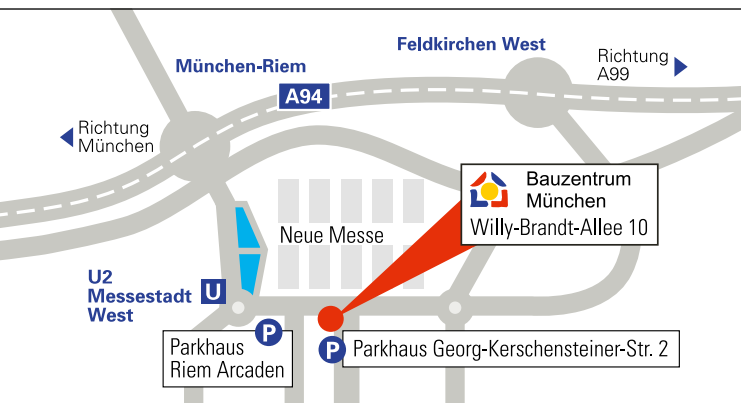 Feldkirchen West
Richtung
A99
München-Riem
A94
Richtung
München
Bauzentrum
München
Willy-Brandt-Allee 10
Neue Messe
U2
Messestadt
West
U
P
Parkhaus
Riem Arcaden
P
Parkhaus Georg-Kerschensteiner-Str. 2